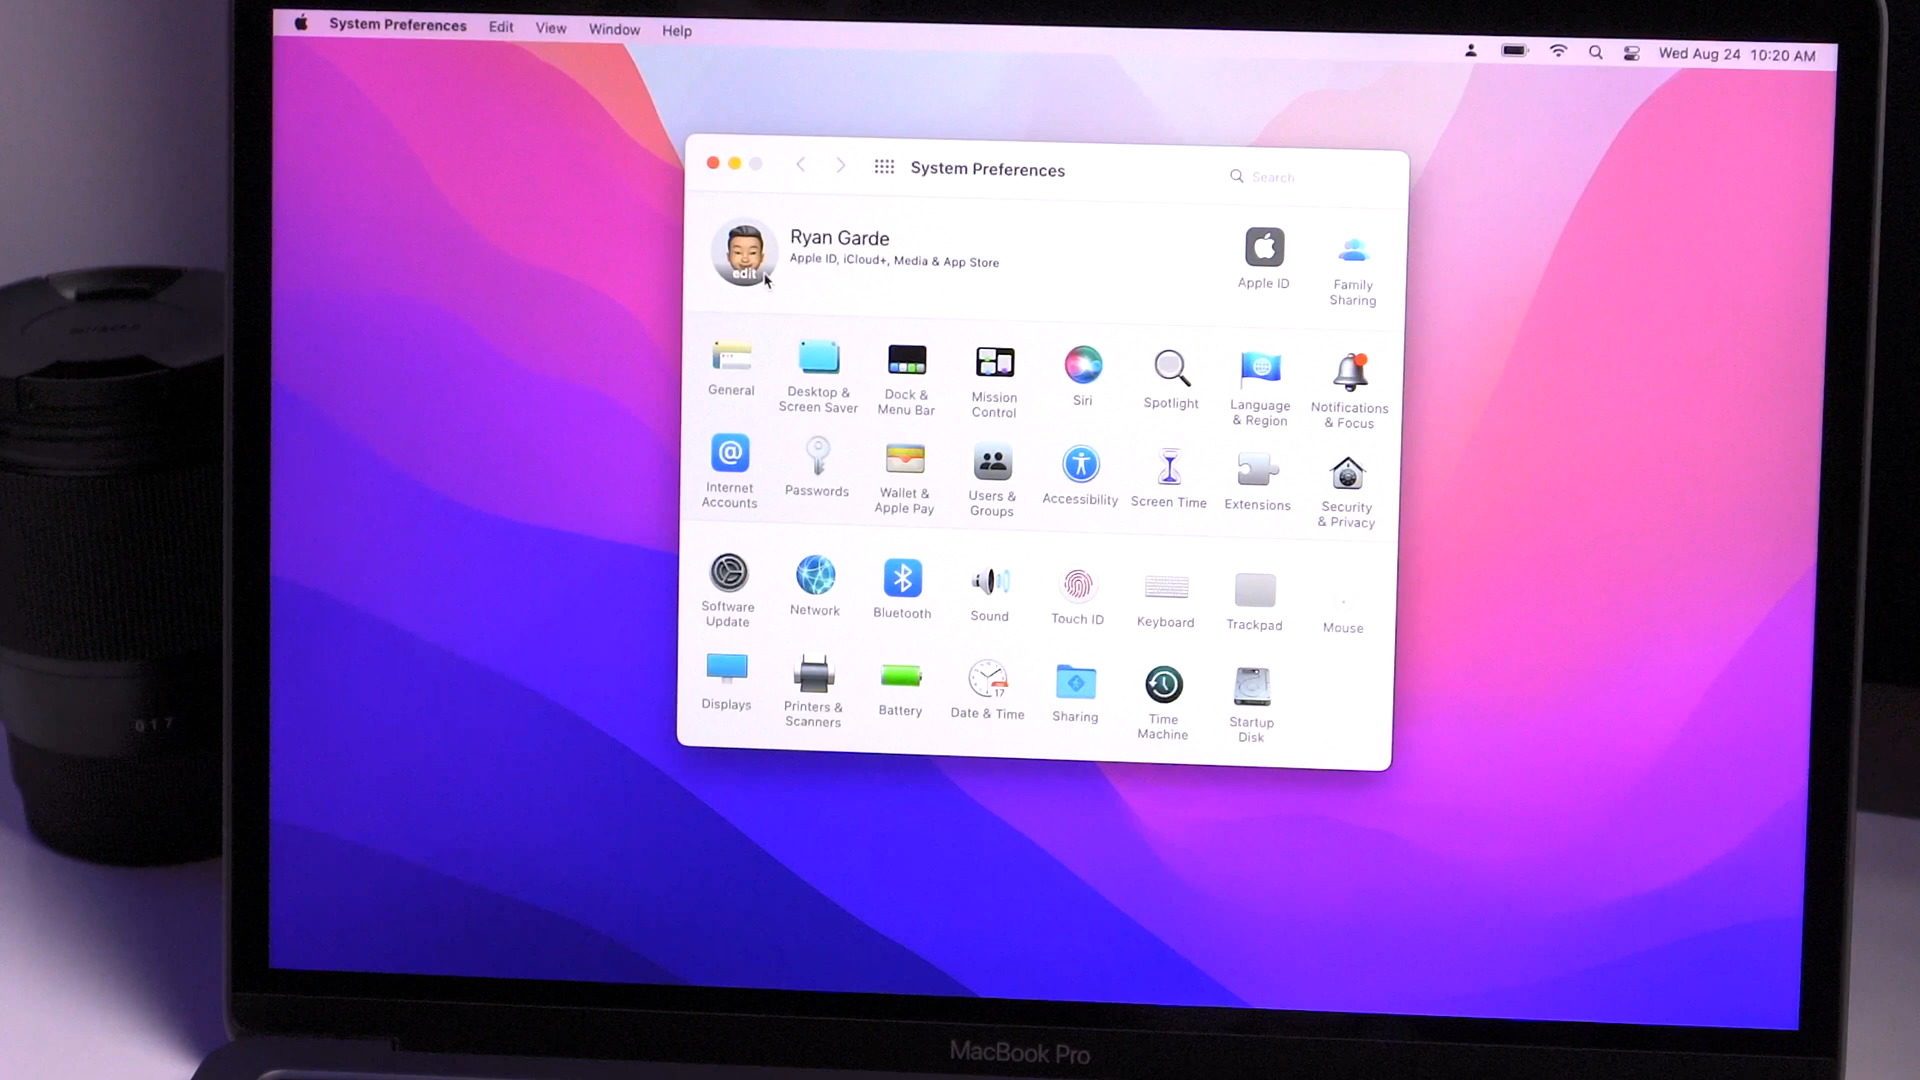 System Preferences Edit View Window Help
Wed Aug 24 10:20 AM
System Preferences
Search
Ryan Garde
Apple ID, iCloud+, Media & App Store
edit
Apple ID
Family
Sharing
General
Desktop &
Screen Saver
Dock &
Menu Bar
Mission
Control
Siri
Spotlight
Language
& Region
Notifications
& Focus
Internet
Accounts
Passwords
Wallet &
Apple Pay
Users &
Groups
Accessibility
Screen Time
Extensions
Security
& Privacy
Software
Update
Network
Bluetooth
Sound
Touch ID
Keyboard
Trackpad
Mouse
Displays
Printers &
Scanners
Battery
17
Date & Time
Sharing
Time
Machine
Startup
Disk
017
MacBook Pro